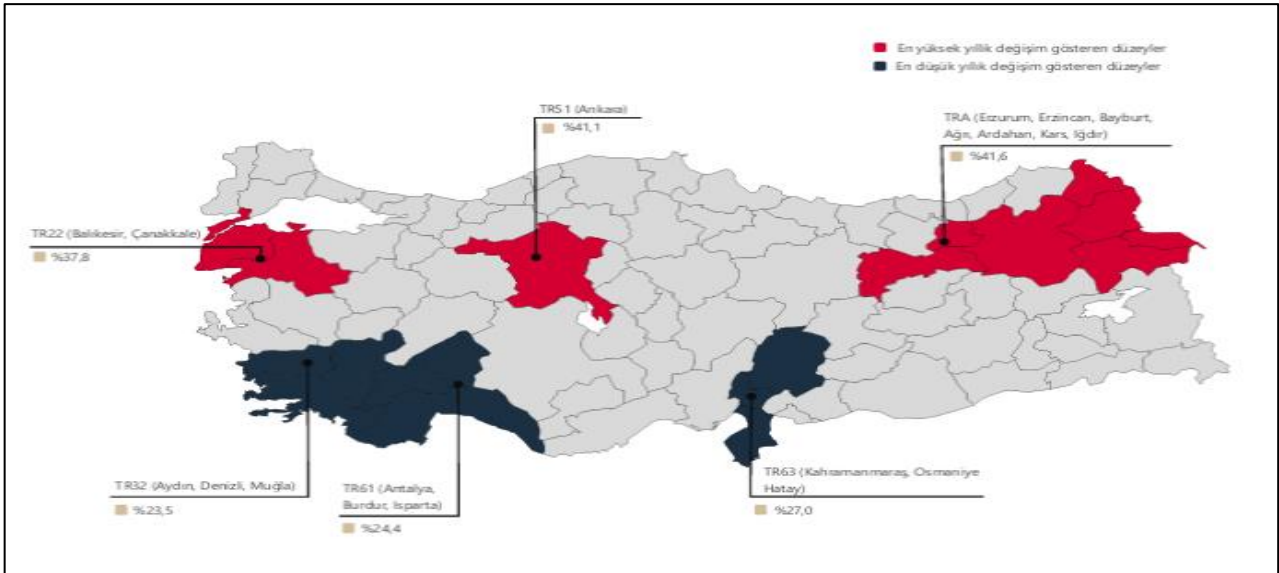 En yüksek yıllık değişim gösteren düzeyler
En düşük yıllık değişim gösteren düzeyler
TR51 (Ankara)
%41,1
TRA (Erzurum, Erzincan, Bayburt,
Ağrı, Ardahan, Kars, Iğdır)
%41,6
TR22 (Balıkesir, Çanakkale)
%37,8
TR32 (Aydın, Denizli, Muğla)
%23,5
TR61 (Antalya,
Burdur, Isparta)
%24,4
TR63 (Kahramanmaraş, Osmaniye
Hatay)
%27,0